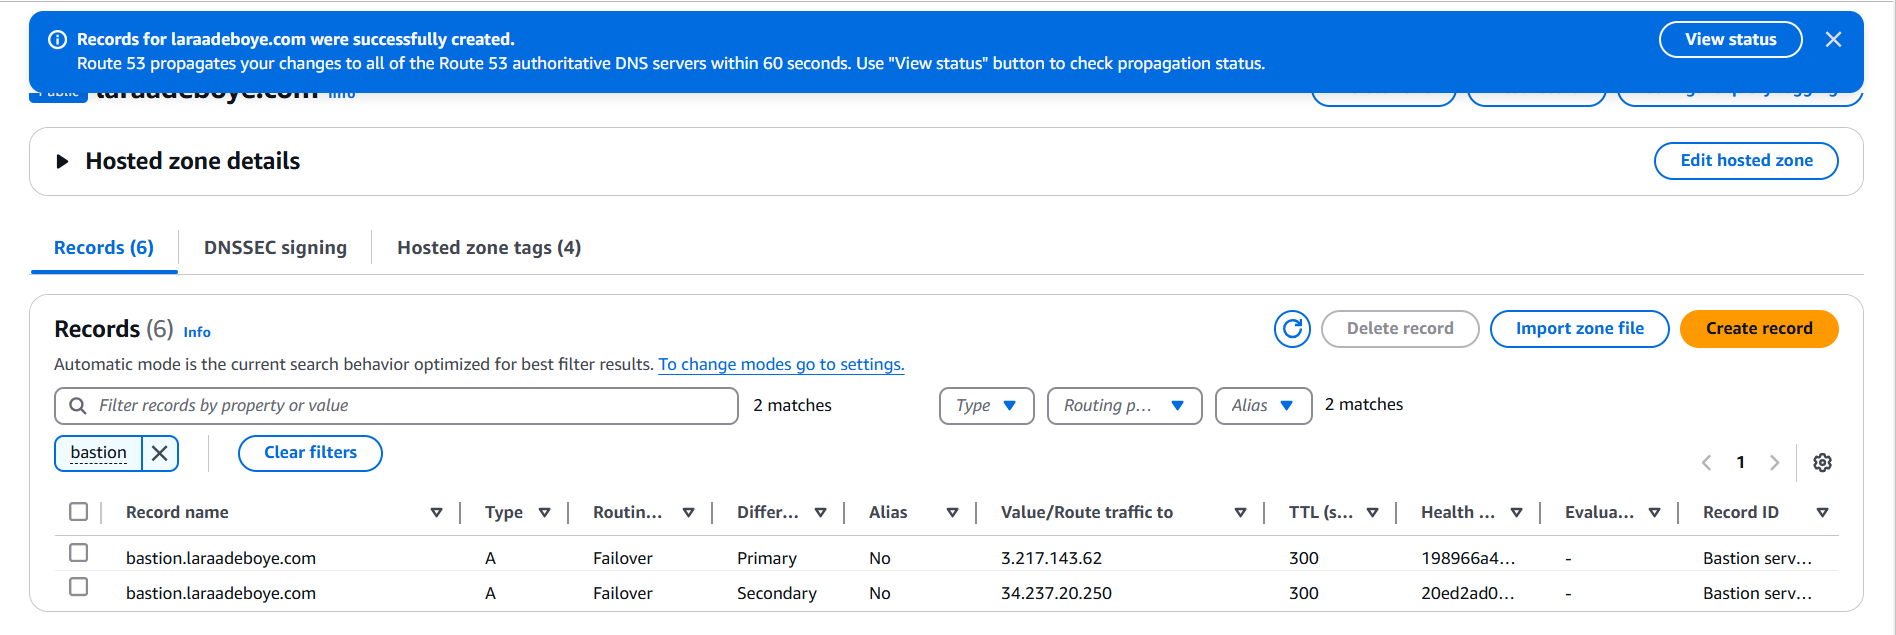 Records for laraadeboye.com were successfully created.
View status
Route 53 propagates your changes to all of the Route 53 authoritative DNS servers within 60 seconds. Use "View status" button to check propagation status.
Public laraadeboye.com Info
Hosted zone details
Edit hosted zone
Records (6) DNSSEC signing Hosted zone tags (4)
Records (6) Info
Delete record Import zone file Create record
Automatic mode is the current search behavior optimized for best filter results. To change modes go to settings.
Filter records by property or value 2 matches Type Routing p... Alias 2 matches
bastion Clear filters
1
Record name Type Routin... Differ... Alias Value/Route traffic to TTL (s... Health ... Evalua... Record ID
bastion.laraadeboye.com A Failover Primary No 3.217.143.62 300 198966a4... - Bastion serv...
bastion.laraadeboye.com A Failover Secondary No 34.237.20.250 300 20ed2ad0... - Bastion serv...